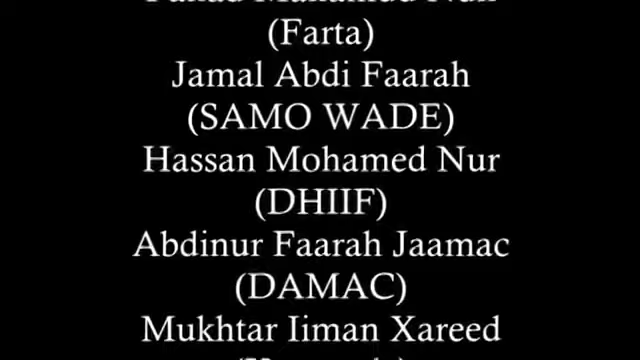 (Farta)
Jamal Abdi Faarah
(SAMO WADE)
Hassan Mohamed Nur
(DHIIF)
Abdinur Faarah Jaamac
(DAMAC)
Mukhtar Iiman Xareed